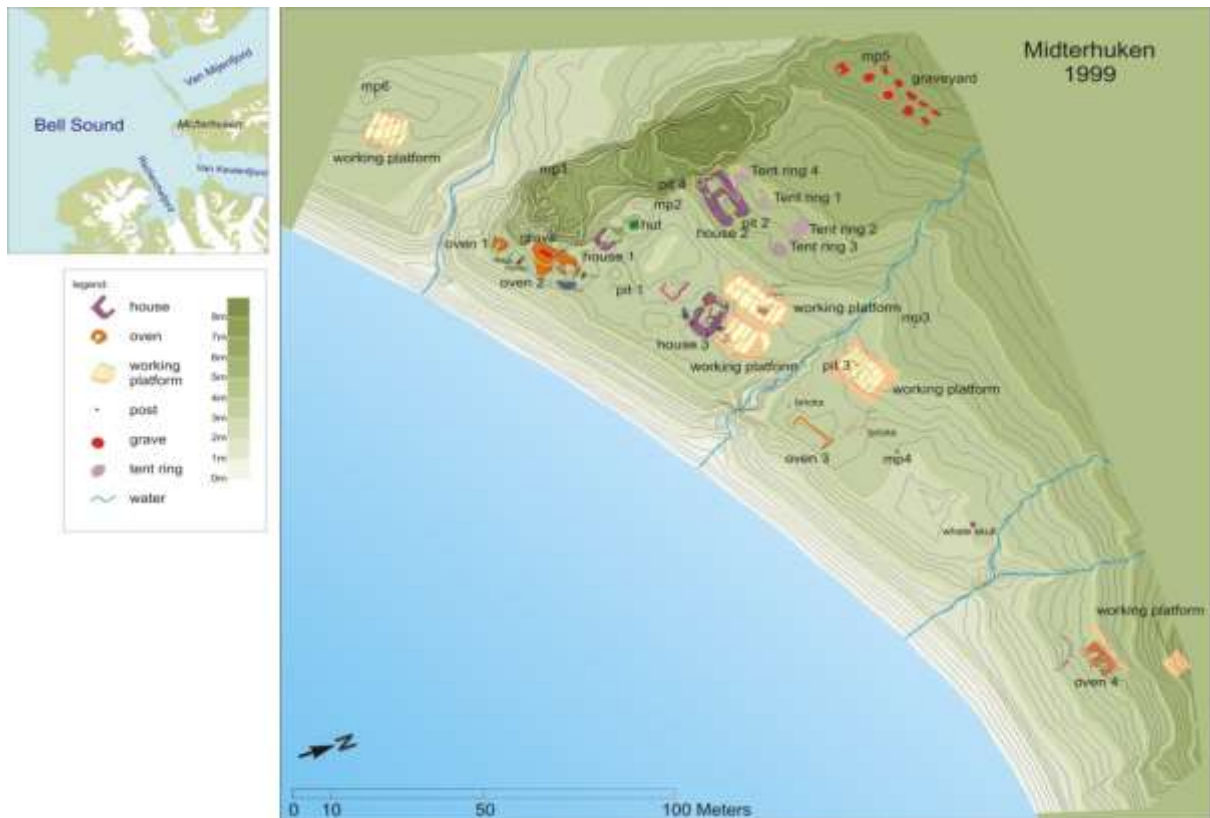 Van Mijenfjord
Bell Sound
Midterhuken
Van Keulenfjord
Recherchefjord
legend:
house
oven
working
platform
post
grave
tent ring
water
8m
7m
6m
5m
4m
3m
2m
1m
0m
Midterhuken
1999
mp5
graveyard
mp6
working platform
mp1
pit 4
Tent ring 4
mp2
Tent ring 1
hut
pit 2
house 2
Tent ring 2
Tent ring 3
oven 1
grave
house 1
oven 2
pit 1
working platform
mp3
house 3
working platform
pit 3
working platform
bricks
bricks
oven 3
mp4
whale skull
working platform
oven 4
N
0 10 50 100 Meters